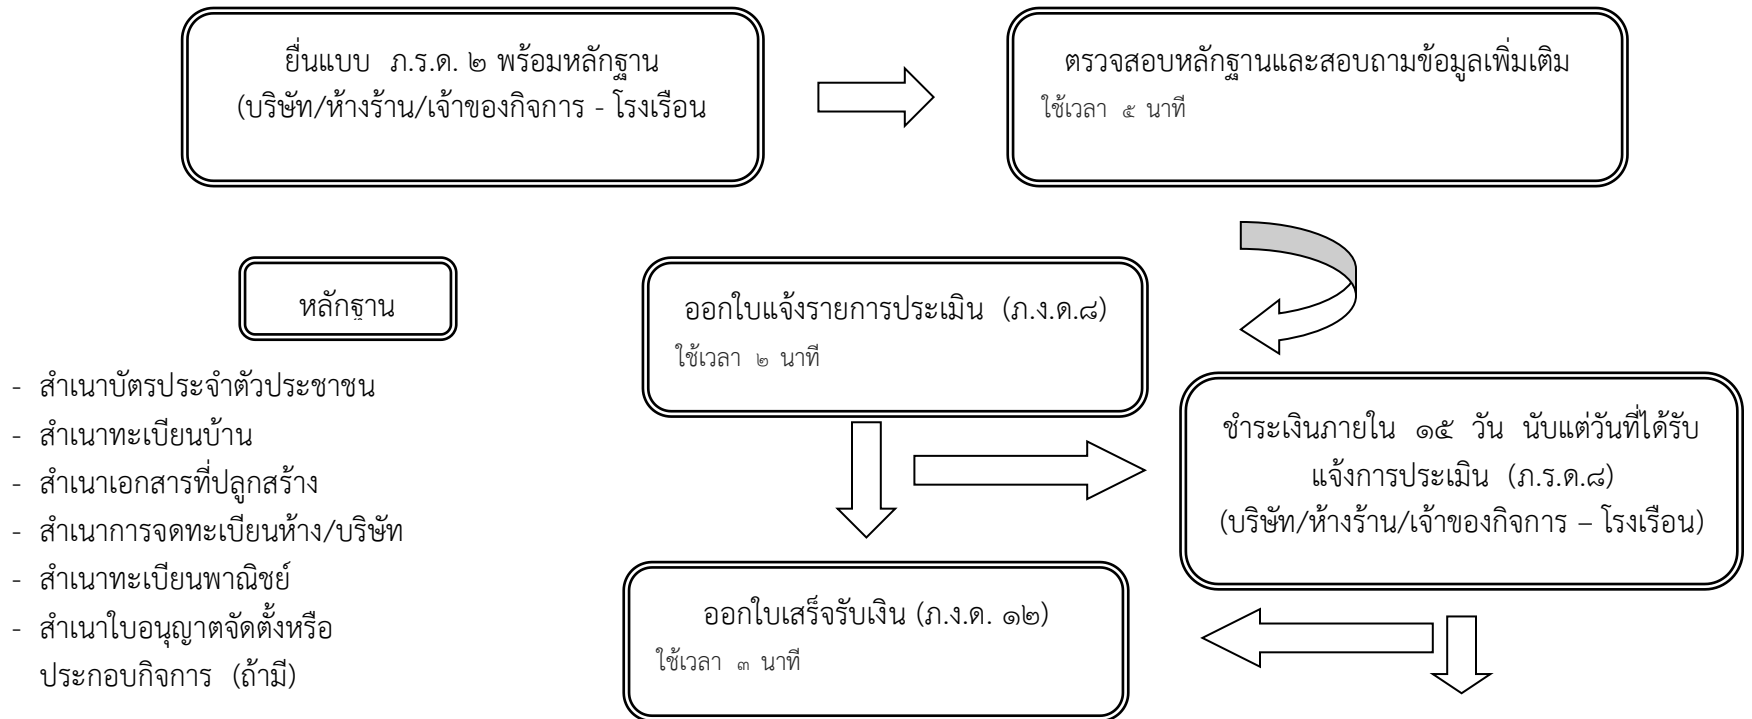 ยื่นแบบ ภ.ร.ด. ๒ พร้อมหลักฐาน
(บริษัท/ห้างร้าน/เจ้าของกิจการ - โรงเรือน
ตรวจสอบหลักฐานและสอบถามข้อมูลเพิ่มเติม
ใช้เวลา ๕ นาที
หลักฐาน
- สำเนาบัตรประจำตัวประชาชน
- สำเนาทะเบียนบ้าน
- สำเนาเอกสารที่ปลูกสร้าง
- สำเนาการจดทะเบียนห้าง/บริษัท
- สำเนาทะเบียนพาณิชย์
- สำเนาใบอนุญาตจัดตั้งหรือ
ประกอบกิจการ (ถ้ามี)
ออกใบแจ้งรายการประเมิน (ภ.ง.ด.๘)
ใช้เวลา ๒ นาที
ชำระเงินภายใน ๑๕ วัน นับแต่วันที่ได้รับ
แจ้งการประเมิน (ภ.ร.ด.๘)
(บริษัท/ห้างร้าน/เจ้าของกิจการ – โรงเรือน)
ออกใบเสร็จรับเงิน (ภ.ง.ด. ๑๒)
ใช้เวลา ๓ นาที